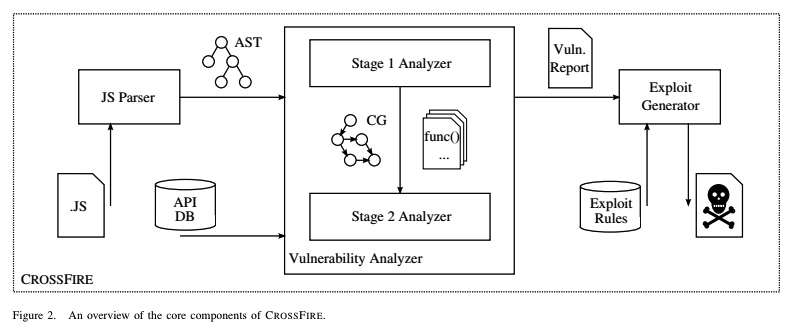 AST
Vuln.
Report
Stage 1 Analyzer
JS Parser
Exploit
Generator
CG
func()
...
.JS
API
DB
Stage 2 Analyzer
Exploit
Rules
Vulnerability Analyzer
CROSSFIRE
Figure 2. An overview of the core components of CROSSFIRE.